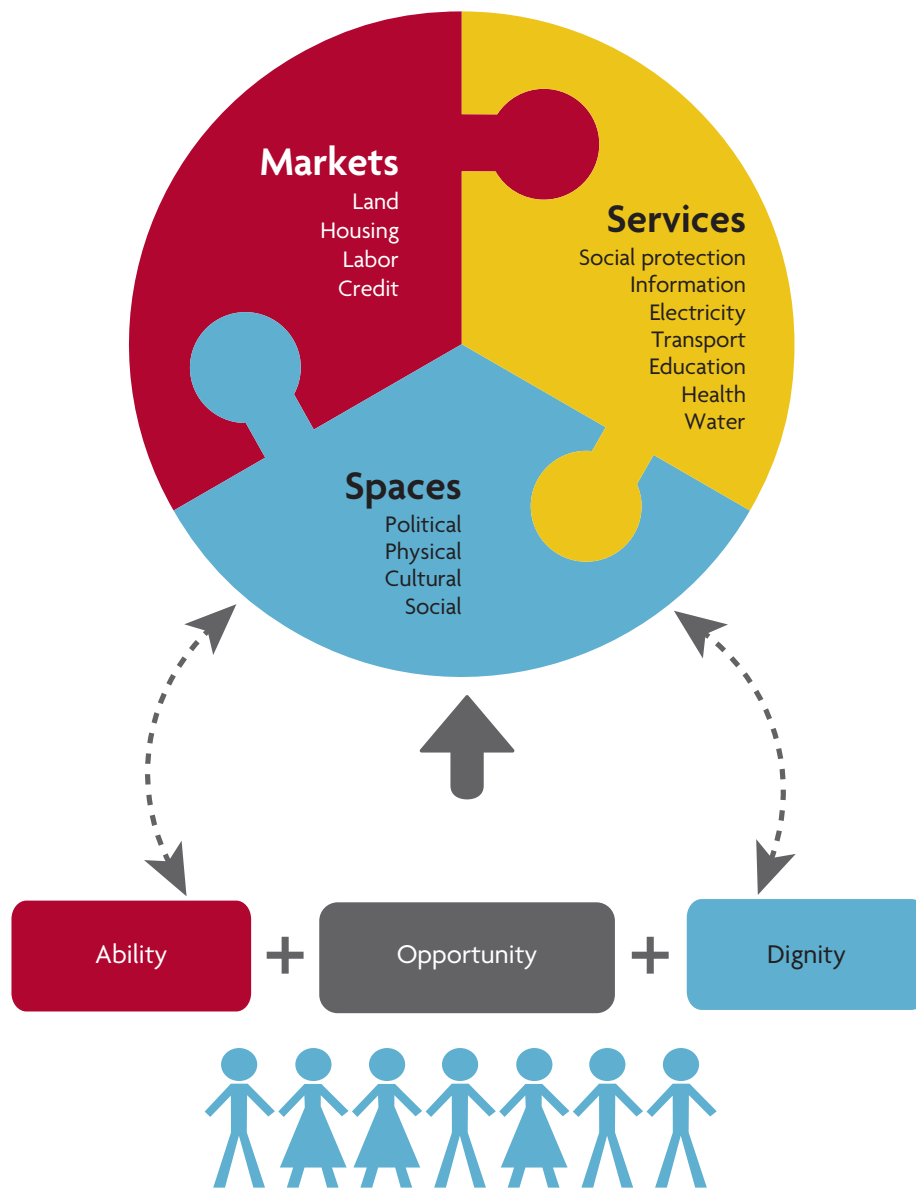 Markets
Land
Housing
Labor
Credit
Services
Social protection
Information
Electricity
Transport
Education
Health
Water
Spaces
Political
Physical
Cultural
Social
Ability + Opportunity + Dignity